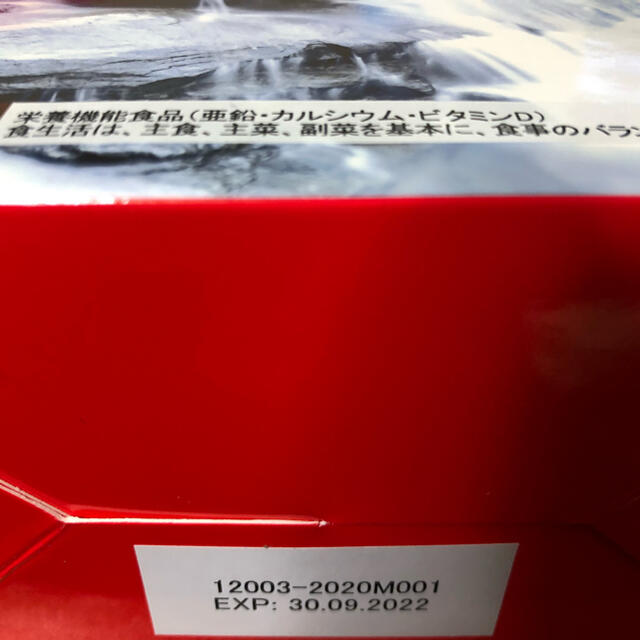 栄養機能食品(亜鉛・カルシウム・ビタミンD)
食生活は、主食、主菜、副菜を基本に、食事のバラ
12003-2020M001
EXP: 30.09.2022